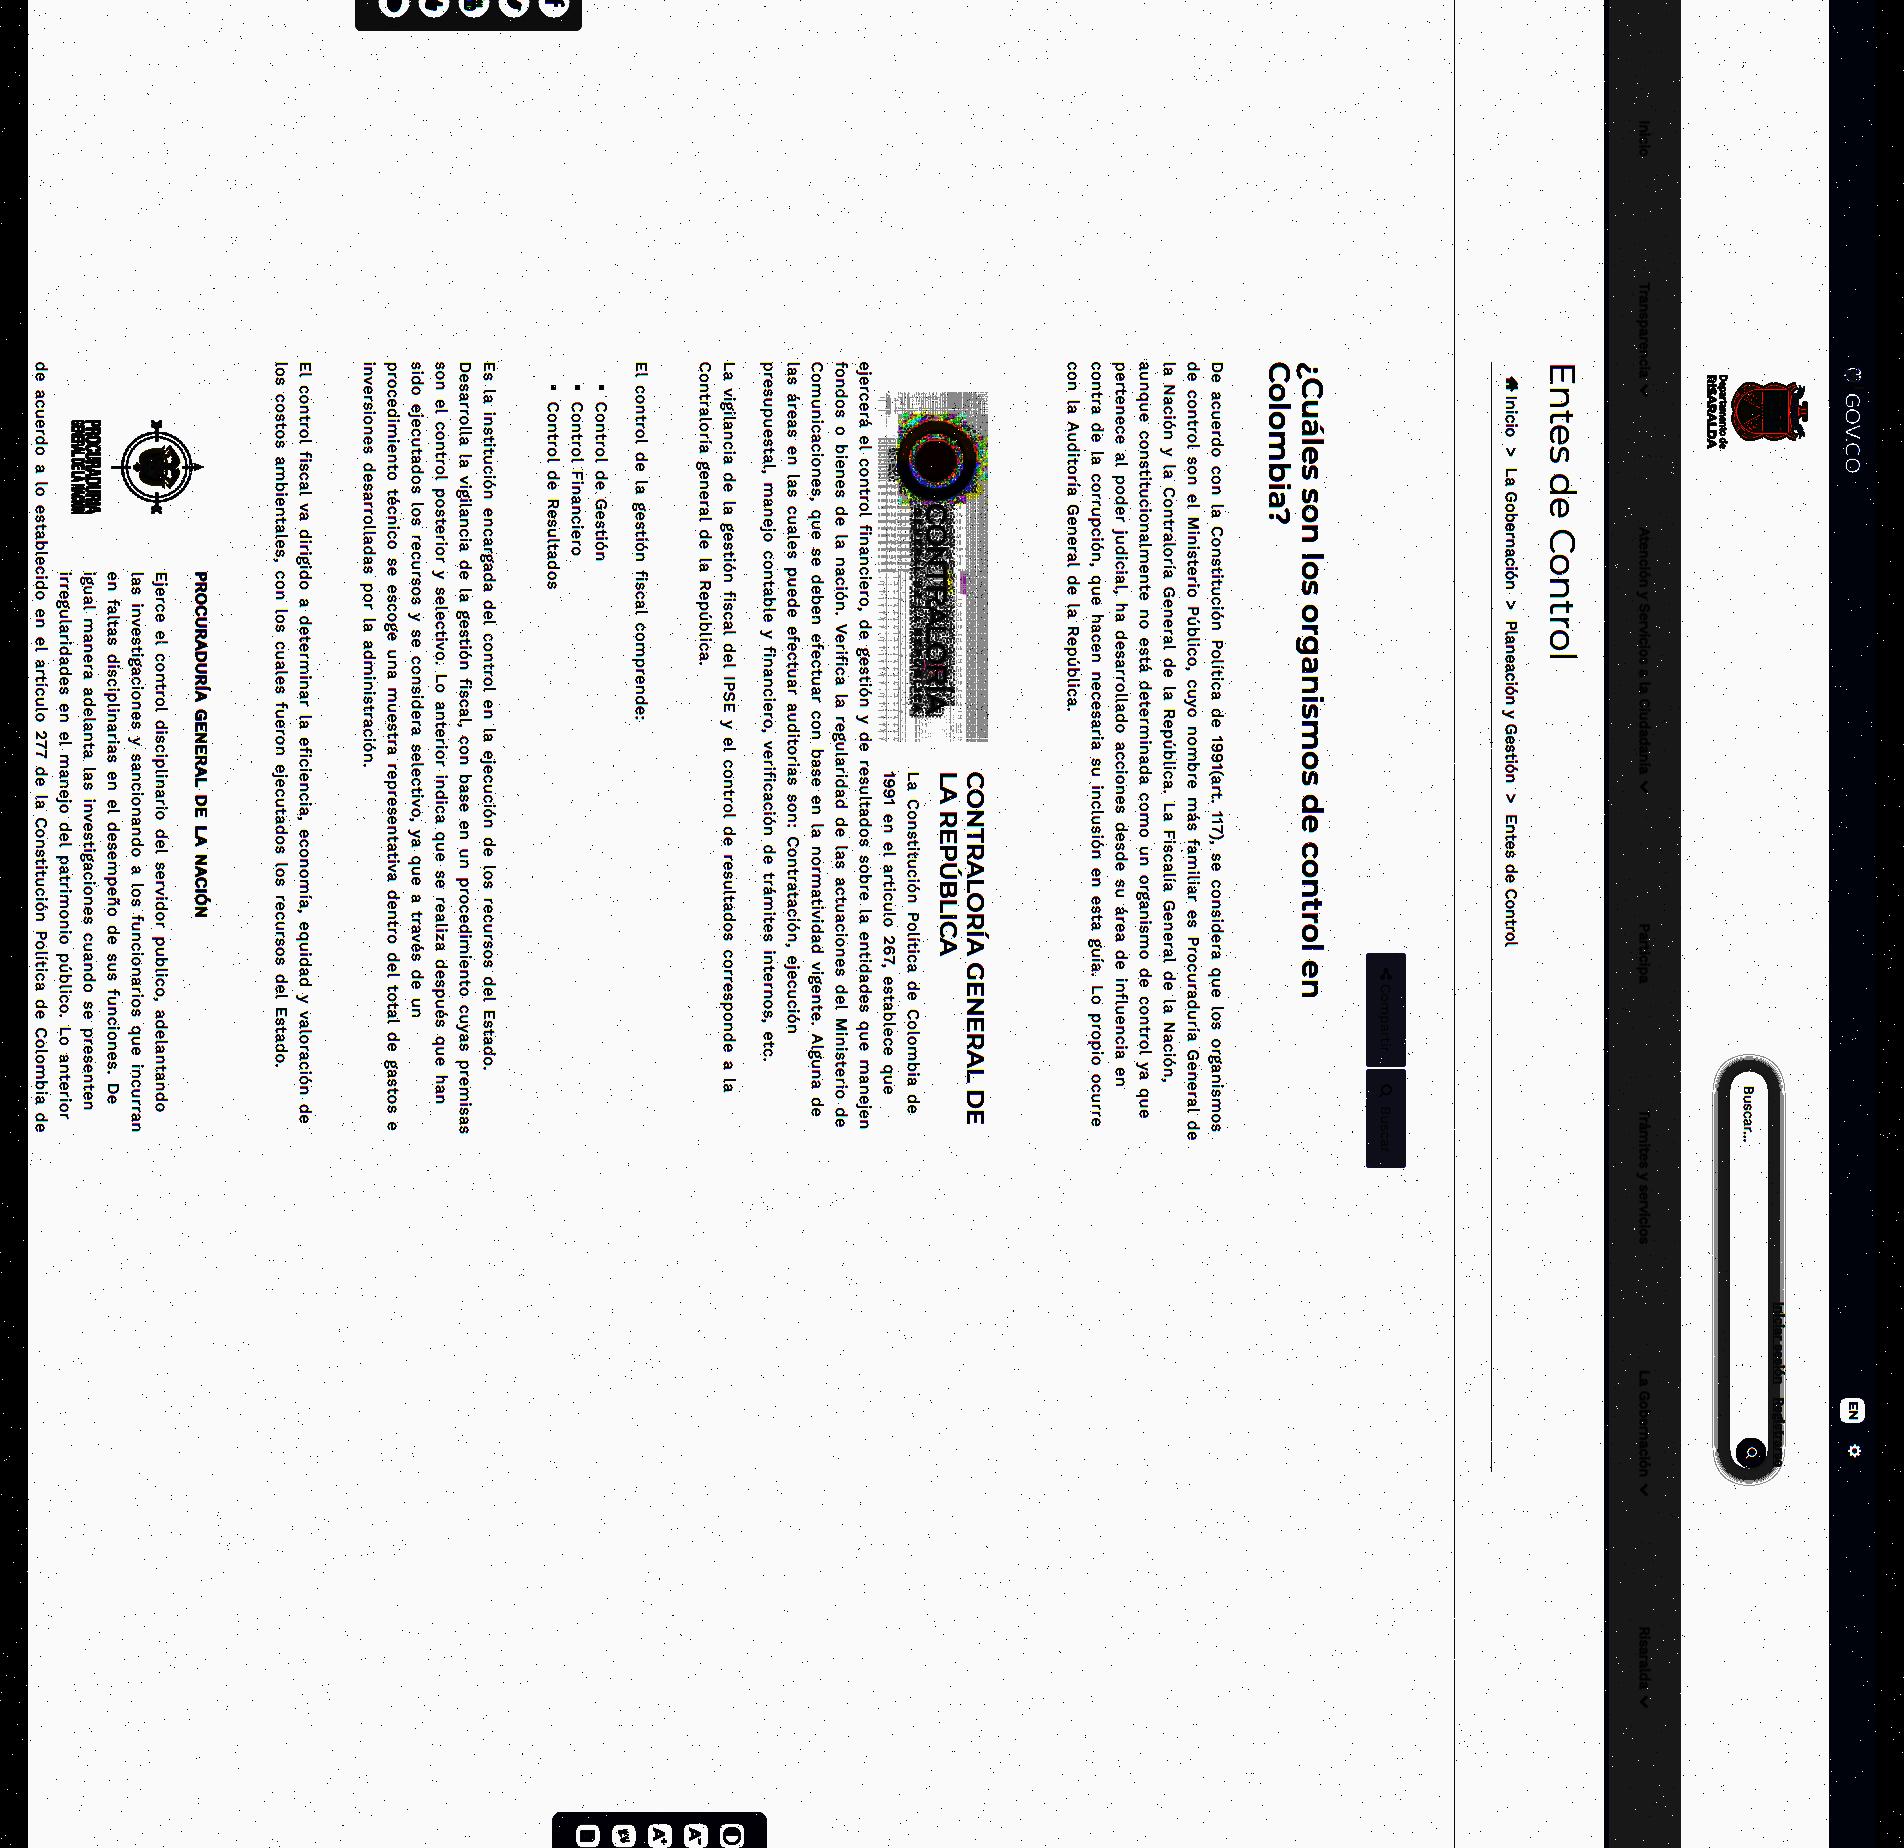 GOV.CO
EN
Iniciar sesión
Departamento de
RISARALDA
Buscar...
Inicio
Transparencia
Atención y Servicios a la Ciudadanía
Participa
Trámites y servicios
La Gobernación
Risaralda
Entes de Control
Inicio > La Gobernación > Planeación y Gestión > Entes de Control
Compartir
Buscar
¿Cuáles son los organismos de control en
Colombia?
De acuerdo con la Constitución Política de 1991(art. 117), se considera que los organismos
de control son el Ministerio Público, cuyo nombre más familiar es Procuraduría General de
la Nación y la Contraloría General de la República. La Fiscalía General de la Nación,
aunque constitucionalmente no está determinada como un organismo de control ya que
pertenece al poder judicial, ha desarrollado acciones desde su área de influencia en
contra de la corrupción, que hacen necesaria su inclusión en esta guía. Lo propio ocurre
con la Auditoría General de la República.
CONTRALORÍA
CONTRALORÍA GENERAL DE
LA REPÚBLICA
La Constitución Política de Colombia de
1991 en el artículo 267, establece que
ejercerá el control financiero, de gestión y de resultados sobre la entidades que manejen
fondos o bienes de la nación. Verifica la regularidad de las actuaciones del Ministerio de
Comunicaciones, que se deben efectuar con base en la normatividad vigente. Alguna de
las áreas en las cuales puede efectuar auditorias son: Contratación, ejecución
presupuestal, manejo contable y financiero, verificación de trámites internos, etc.
La vigilancia de la gestión fiscal del IPSE y el control de resultados corresponde a la
Contraloría general de la República.
El control de la gestión fiscal comprende:
▪ Control de Gestión
▪ Control Financiero
▪ Control de Resultados
Es la institución encargada del control en la ejecución de los recursos del Estado.
Desarrolla la vigilancia de la gestión fiscal, con base en un procedimiento cuyas premisas
son el control posterior y selectivo. Lo anterior indica que se realiza después que han
sido ejecutados los recursos y se considera selectivo, ya que a través de un
procedimiento técnico se escoge una muestra representativa dentro del total de gastos e
inversiones desarrolladas por la administración.
El control fiscal va dirigido a determinar la eficiencia, economía, equidad y valoración de
los costos ambientales, con los cuales fueron ejecutados los recursos del Estado.
PROCURADURIA
GENERAL DE LA NACION
PROCURADURÍA GENERAL DE LA NACIÓN
Ejerce el control disciplinario del servidor publico, adelantando
las investigaciones y sancionando a los funcionarios que incurran
en faltas disciplinarias en el desempeño de sus funciones. De
igual manera adelanta las investigaciones cuando se presenten
irregularidades en el manejo del patrimonio público. Lo anterior
de acuerdo a lo establecido en el artículo 277 de la Constitución Política de Colombia de